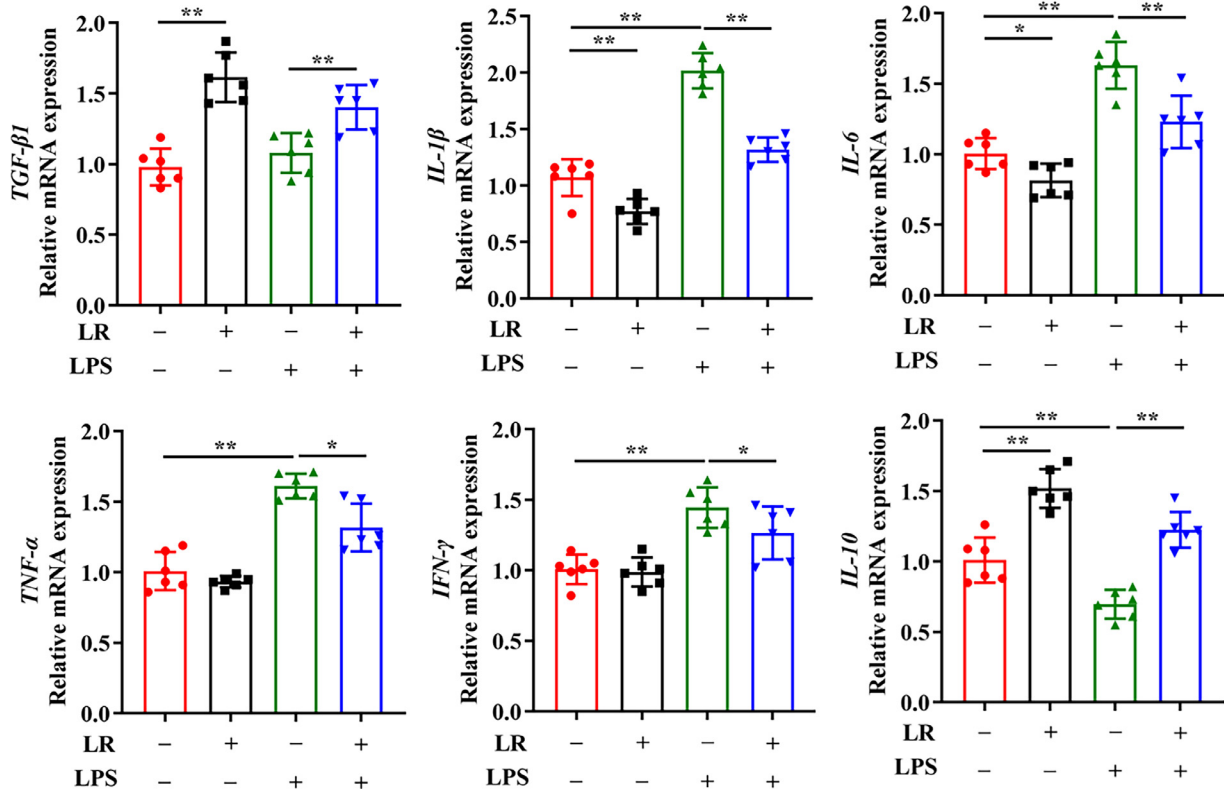 TGF-β1
Relative mRNA expression
2.0
1.5
1.0
0.5
0.0
**
**
LR − + − +
LPS − − + +
IL-1β
Relative mRNA expression
2.5
2.0
1.5
1.0
0.5
0.0
**
**
**
LR − + − +
LPS − − + +
IL-6
Relative mRNA expression
2.0
1.5
1.0
0.5
0.0
**
**
*
LR − + − +
LPS − − + +
TNF-α
Relative mRNA expression
2.0
1.5
1.0
0.5
0.0
**
*
LR − + − +
LPS − − + +
IFN-γ
Relative mRNA expression
2.0
1.5
1.0
0.5
0.0
**
*
LR − + − +
LPS − − + +
IL-10
Relative mRNA expression
2.0
1.5
1.0
0.5
0.0
**
**
**
LR − + − +
LPS − − + +